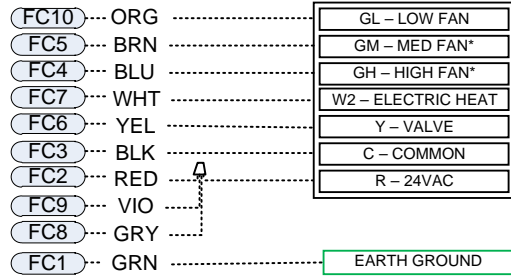 FC10 ORG GL – LOW FAN
FC5 BRN GM – MED FAN*
FC4 BLU GH – HIGH FAN*
FC7 WHT W2 – ELECTRIC HEAT
FC6 YEL Y – VALVE
FC3 BLK C – COMMON
FC2 RED R – 24VAC
FC9 VIO
FC8 GRY
FC1 GRN EARTH GROUND